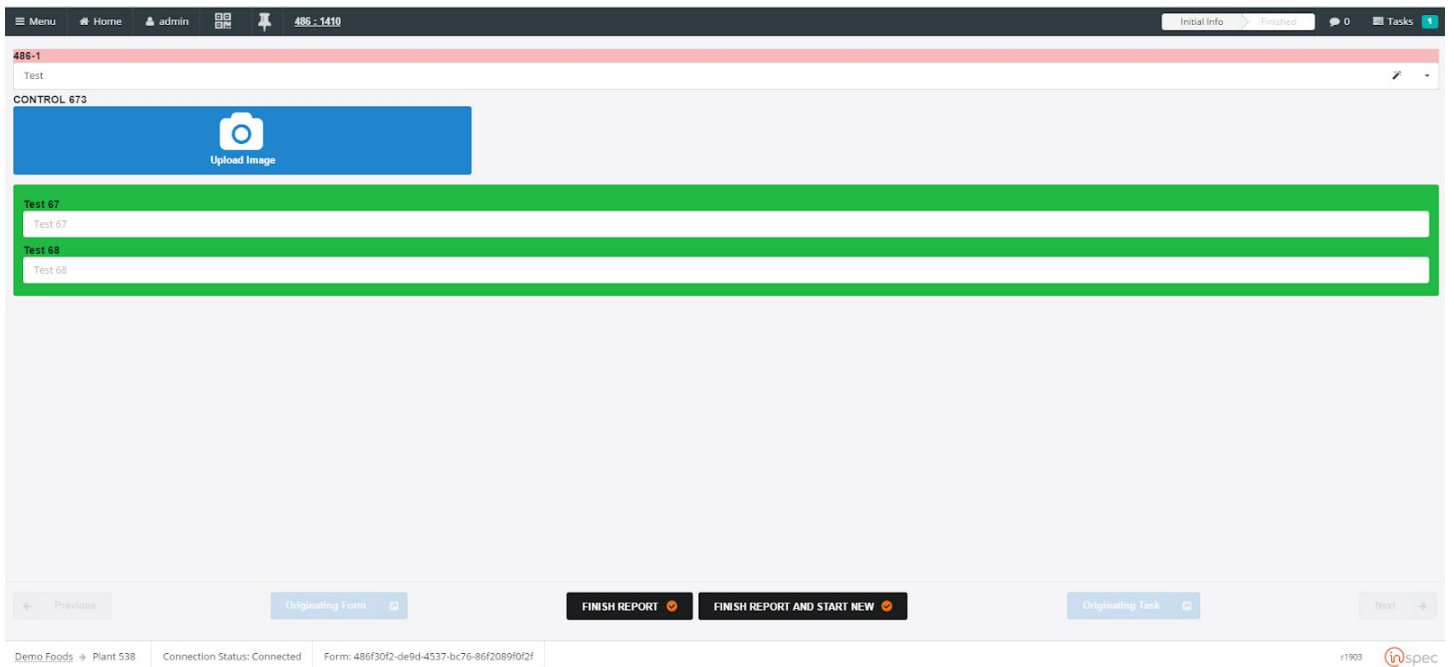 Menu Home admin 486 : 1410 Initial Info Finished 0 Tasks 1
486-1
Test
CONTROL 673
Upload Image
Test 67
Test 67
Test 68
Test 68
Previous Originating Form FINISH REPORT FINISH REPORT AND START NEW Originating Task Next
Demo Foods → Plant 538 Connection Status: Connected Form: 486f30f2-de9d-4537-bc76-86f2089f0f2f r1903 inspec